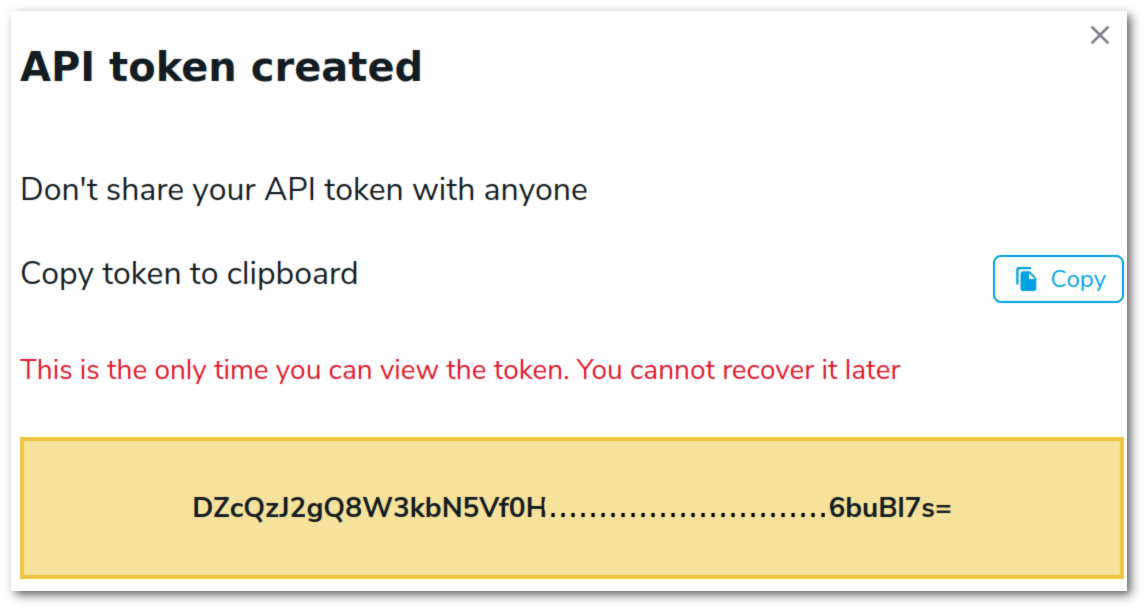 API token created
Don't share your API token with anyone
Copy token to clipboard
Copy
This is the only time you can view the token. You cannot recover it later
DZcQzJ2gQ8W3kbN5Vf0H............................6buBl7s=